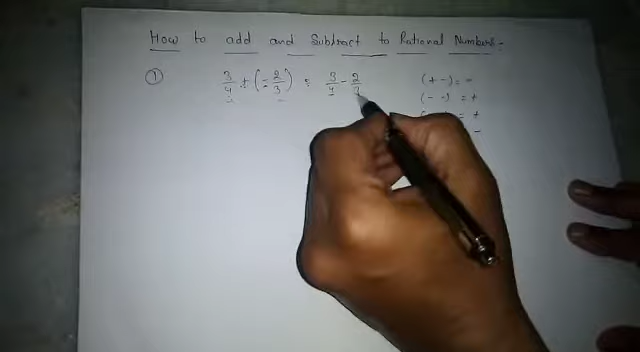 How to add and Subtract to Rational Numbers:-
① 3/4 + (-2/3) = 3/4 - 2/3
(+ -) = -
(- -) = +
= +
-